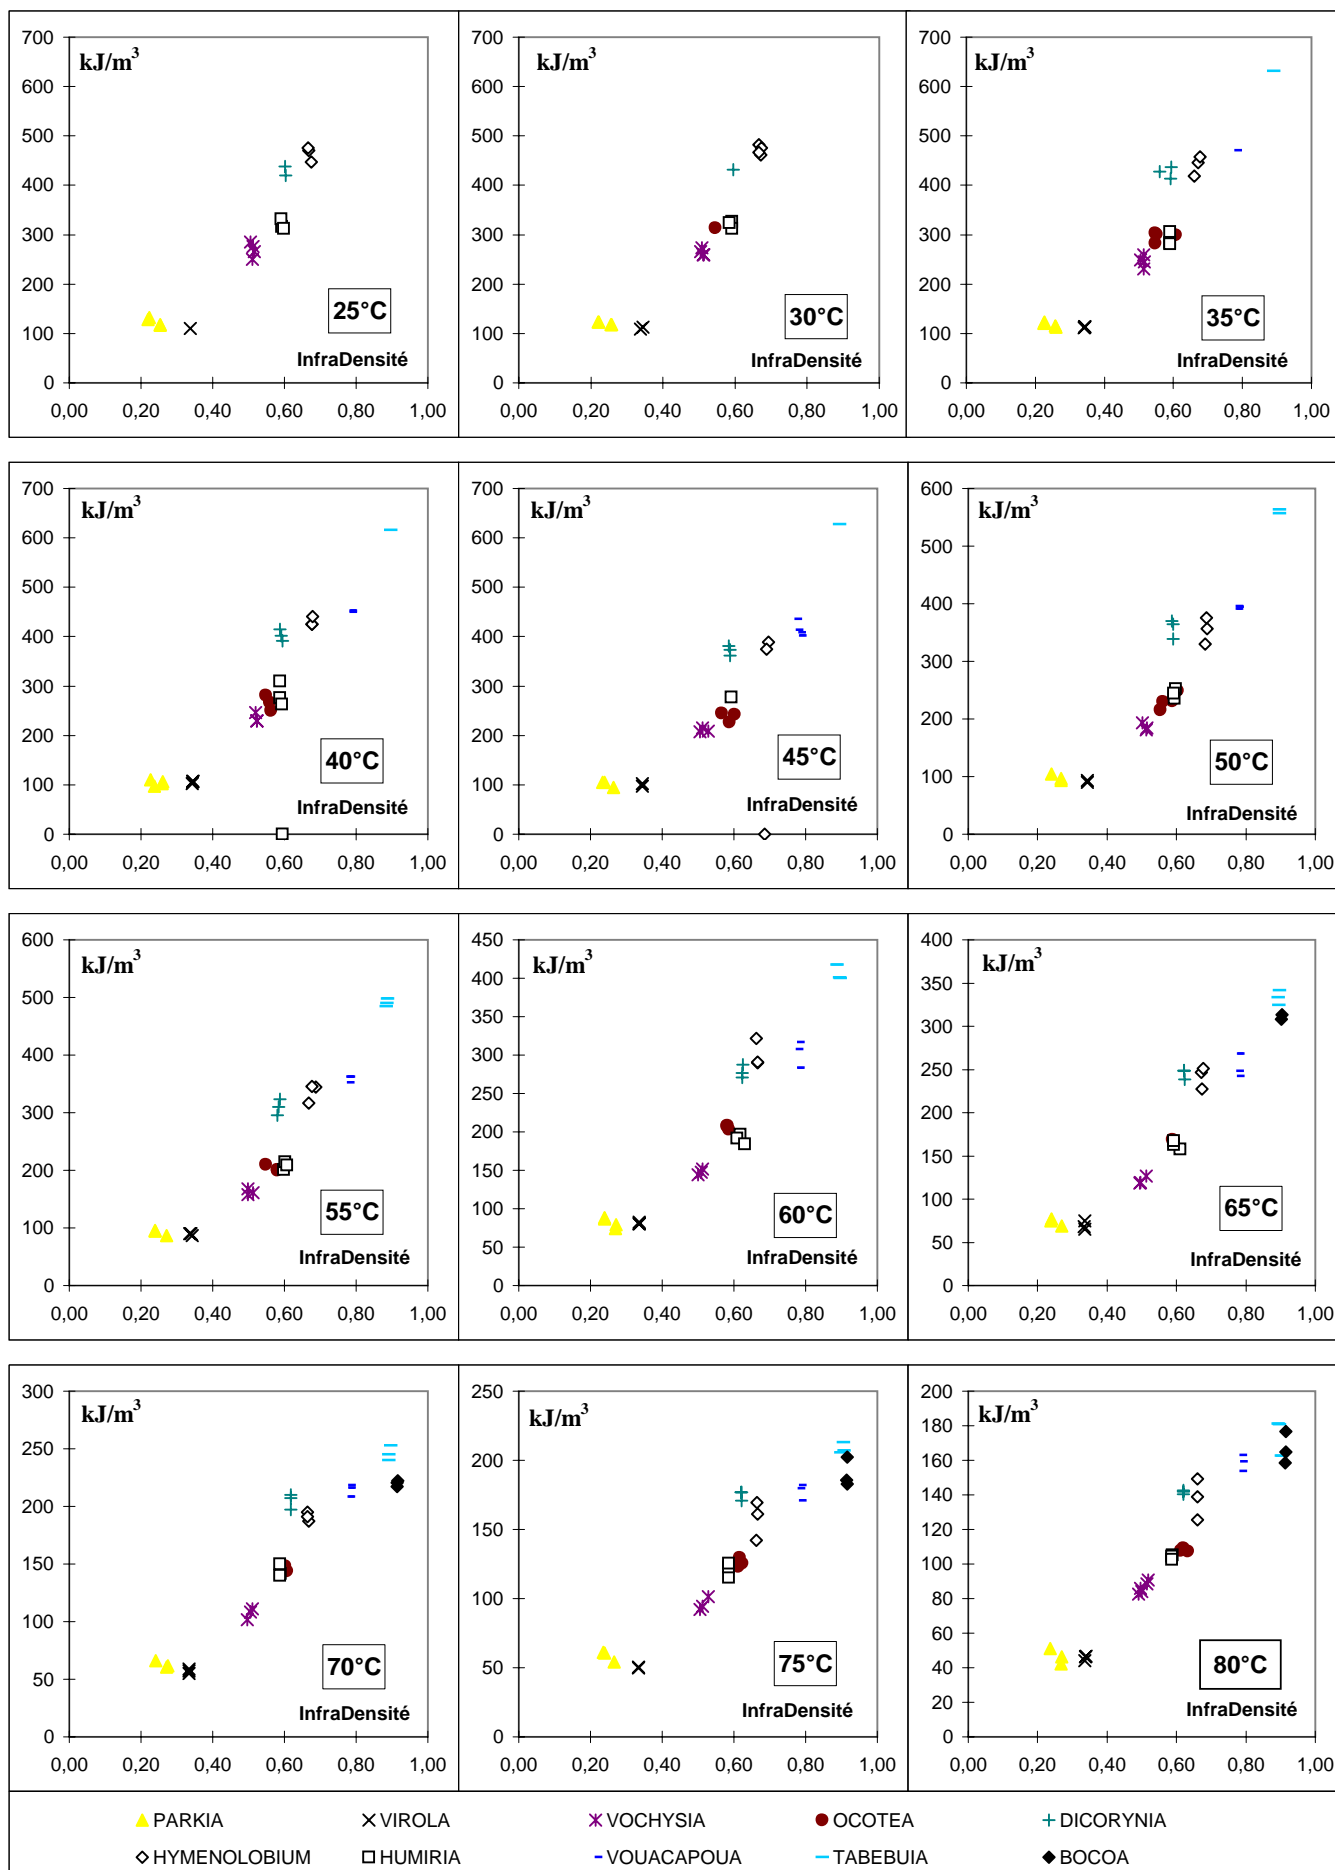 kJ/m³
700
600
500
400
300
200
100
0
0,00 0,20 0,40 0,60 0,80 1,00
25°C
InfraDensité
kJ/m³
700
600
500
400
300
200
100
0
0,00 0,20 0,40 0,60 0,80 1,00
30°C
InfraDensité
kJ/m³
700
600
500
400
300
200
100
0
0,00 0,20 0,40 0,60 0,80 1,00
35°C
InfraDensité
kJ/m³
700
600
500
400
300
200
100
0
0,00 0,20 0,40 0,60 0,80 1,00
40°C
InfraDensité
kJ/m³
700
600
500
400
300
200
100
0
0,00 0,20 0,40 0,60 0,80 1,00
45°C
InfraDensité
kJ/m³
600
500
400
300
200
100
0
0,00 0,20 0,40 0,60 0,80 1,00
50°C
InfraDensité
kJ/m³
600
500
400
300
200
100
0
0,00 0,20 0,40 0,60 0,80 1,00
55°C
InfraDensité
kJ/m³
450
400
350
300
250
200
150
100
50
0
0,00 0,20 0,40 0,60 0,80 1,00
60°C
InfraDensité
kJ/m³
400
350
300
250
200
150
100
50
0
0,00 0,20 0,40 0,60 0,80 1,00
65°C
InfraDensité
kJ/m³
300
250
200
150
100
50
0
0,00 0,20 0,40 0,60 0,80 1,00
70°C
InfraDensité
kJ/m³
250
200
150
100
50
0
0,00 0,20 0,40 0,60 0,80 1,00
75°C
InfraDensité
kJ/m³
200
180
160
140
120
100
80
60
40
20
0
0,00 0,20 0,40 0,60 0,80 1,00
80°C
InfraDensité
PARKIA VIROLA VOCHYSIA OCOTEA DICORYNIA
HYMENOLOBIUM HUMIRIA VOUACAPOUA TABEBUIA BOCOA